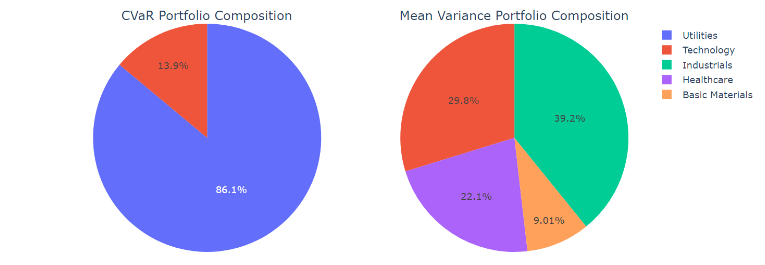 CVaR Portfolio Composition
13.9%
86.1%
Mean Variance Portfolio Composition
29.8%
39.2%
22.1%
9.01%
Utilities
Technology
Industrials
Healthcare
Basic Materials